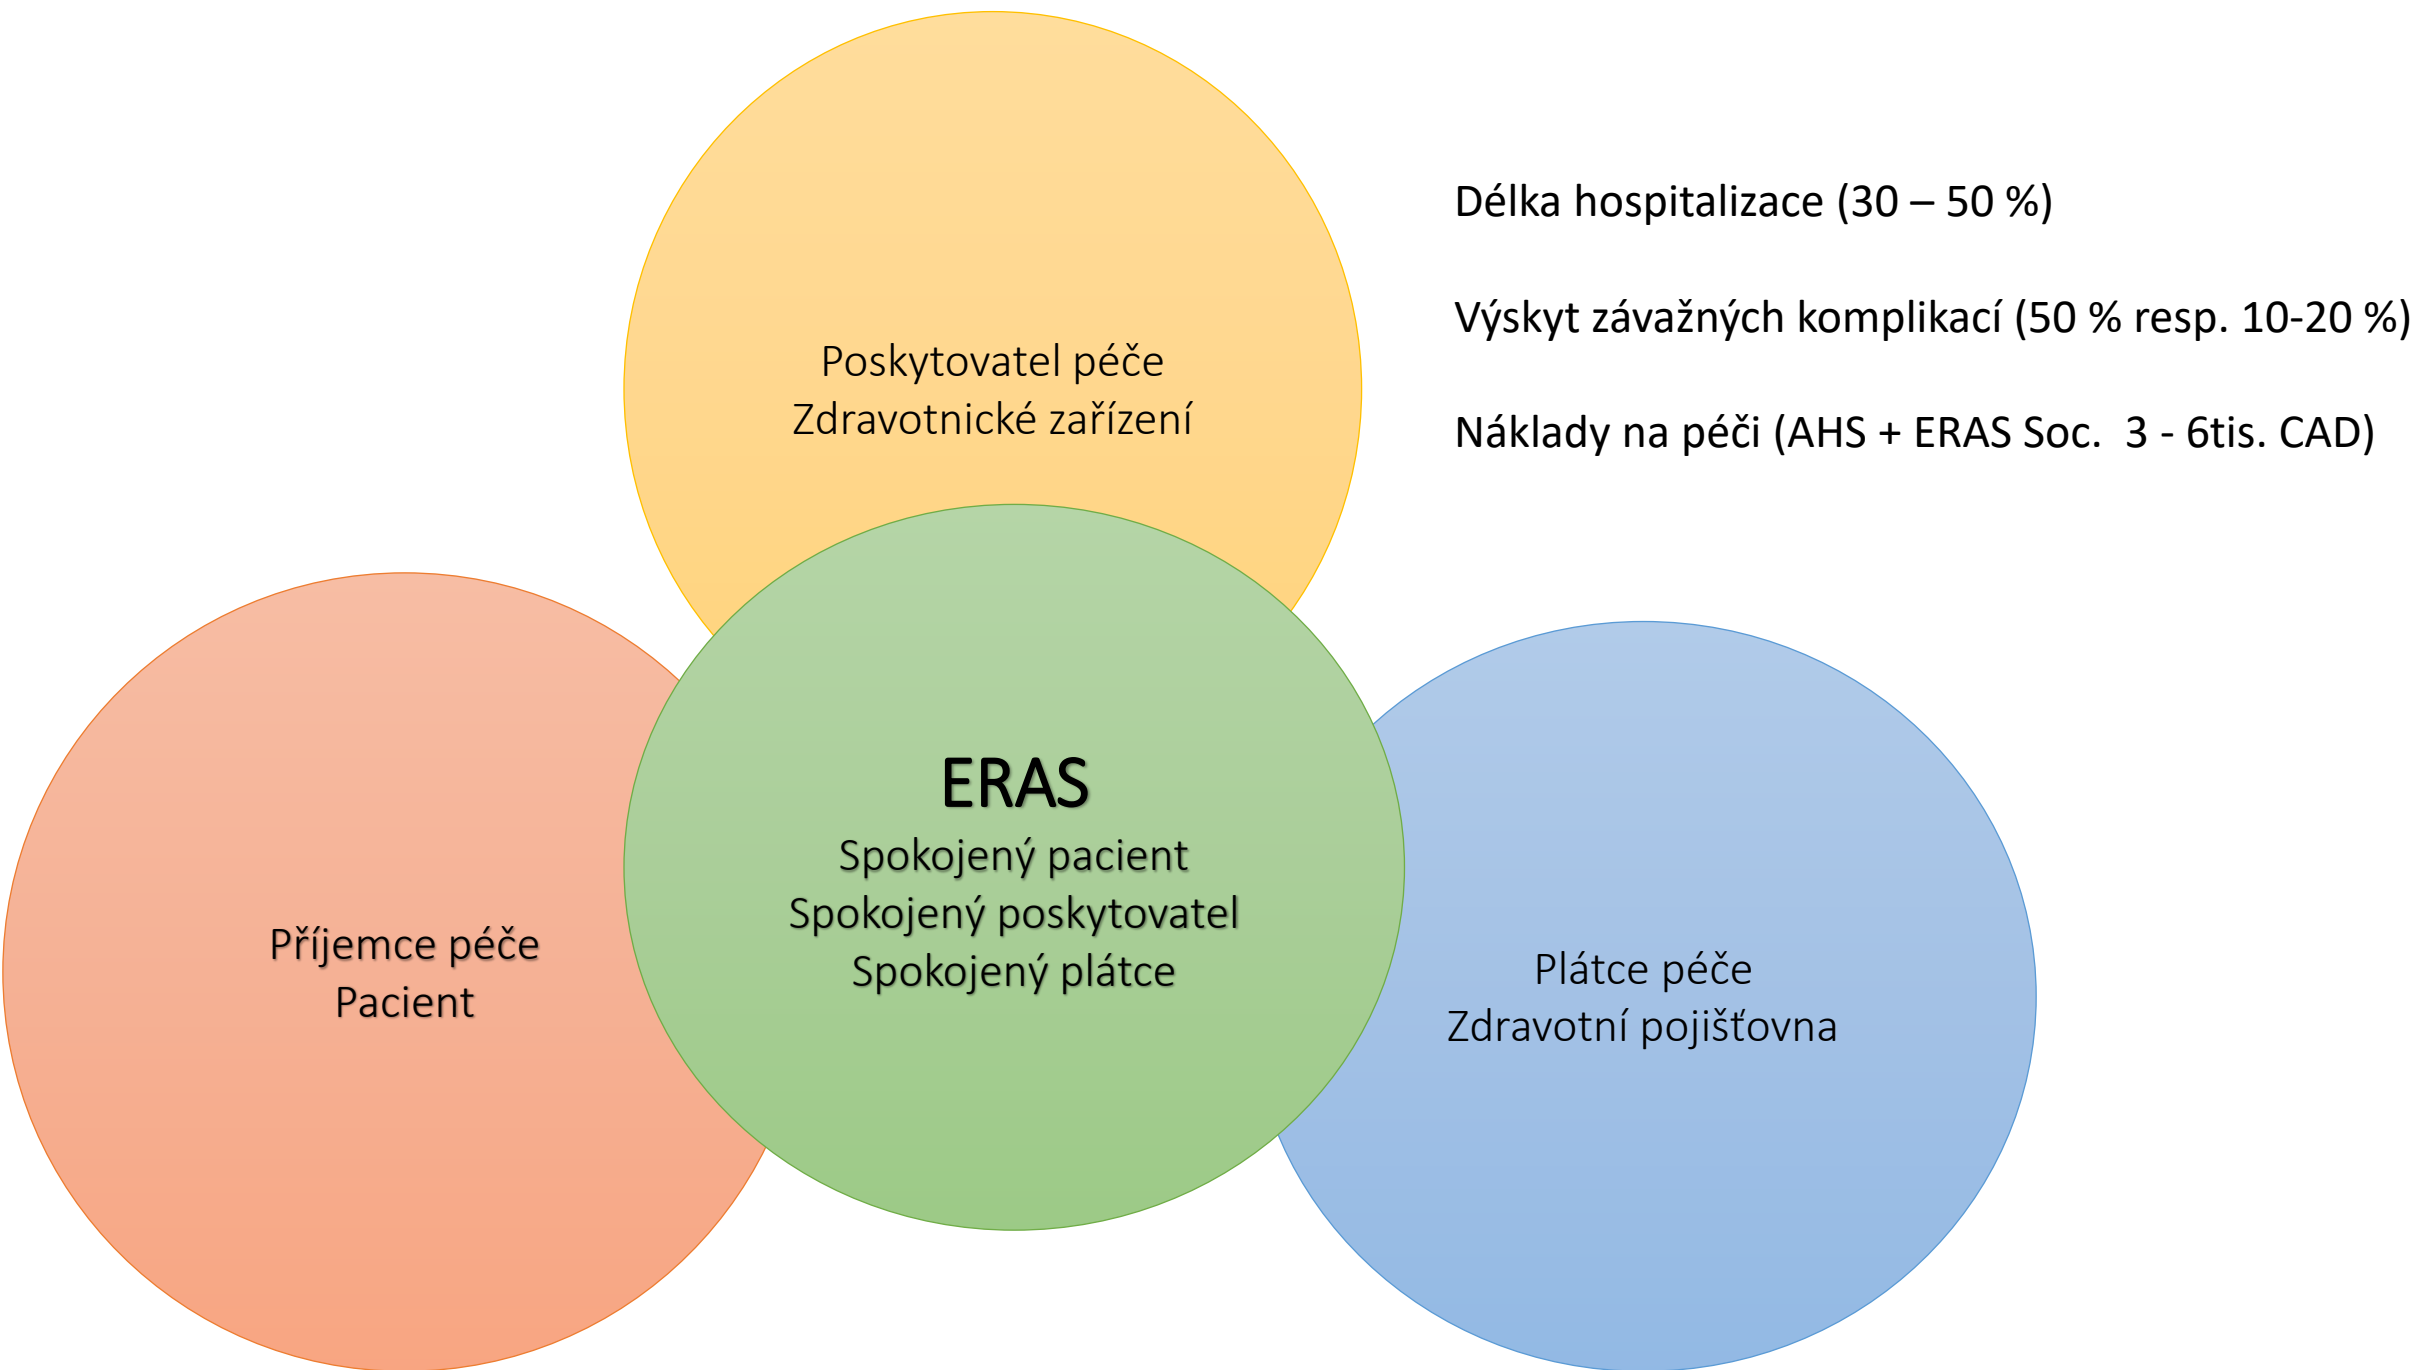 Délka hospitalizace (30 – 50 %)
Výskyt závažných komplikací (50 % resp. 10-20 %)
Náklady na péči (AHS + ERAS Soc.  3 - 6tis. CAD)
Poskytovatel péče
Zdravotnické zařízení
ERAS
Spokojený pacient
Spokojený poskytovatel
Spokojený plátce
Příjemce péče
Pacient
Plátce péče
Zdravotní pojišťovna